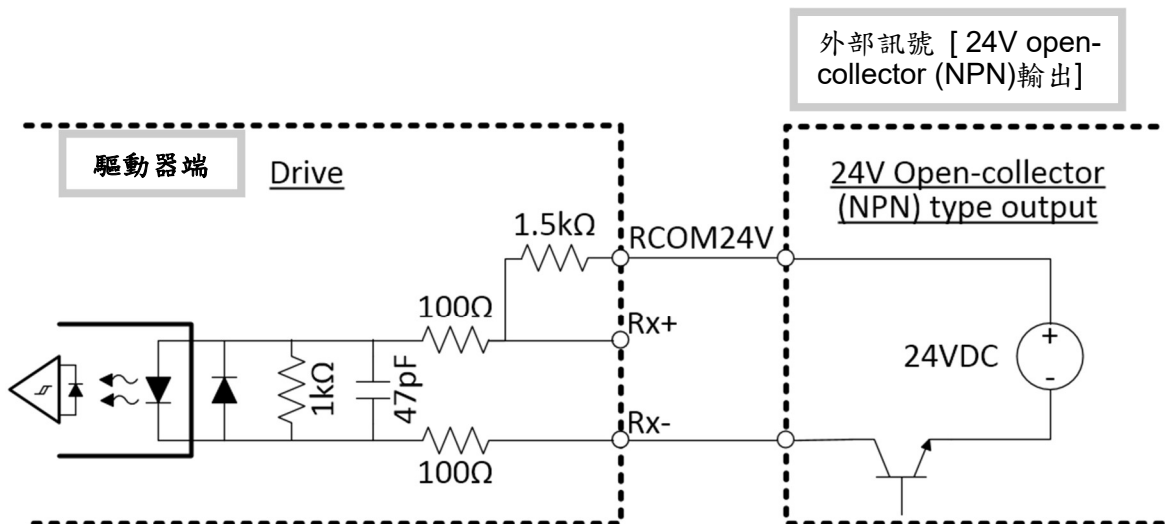 外部訊號 [ 24V open-
collector (NPN)輸出]
驅動器端
Drive
24V Open-collector
(NPN) type output
1.5kΩ
RCOM24V
100Ω
Rx+
24VDC
+
-
1kΩ
47pF
Rx-
100Ω